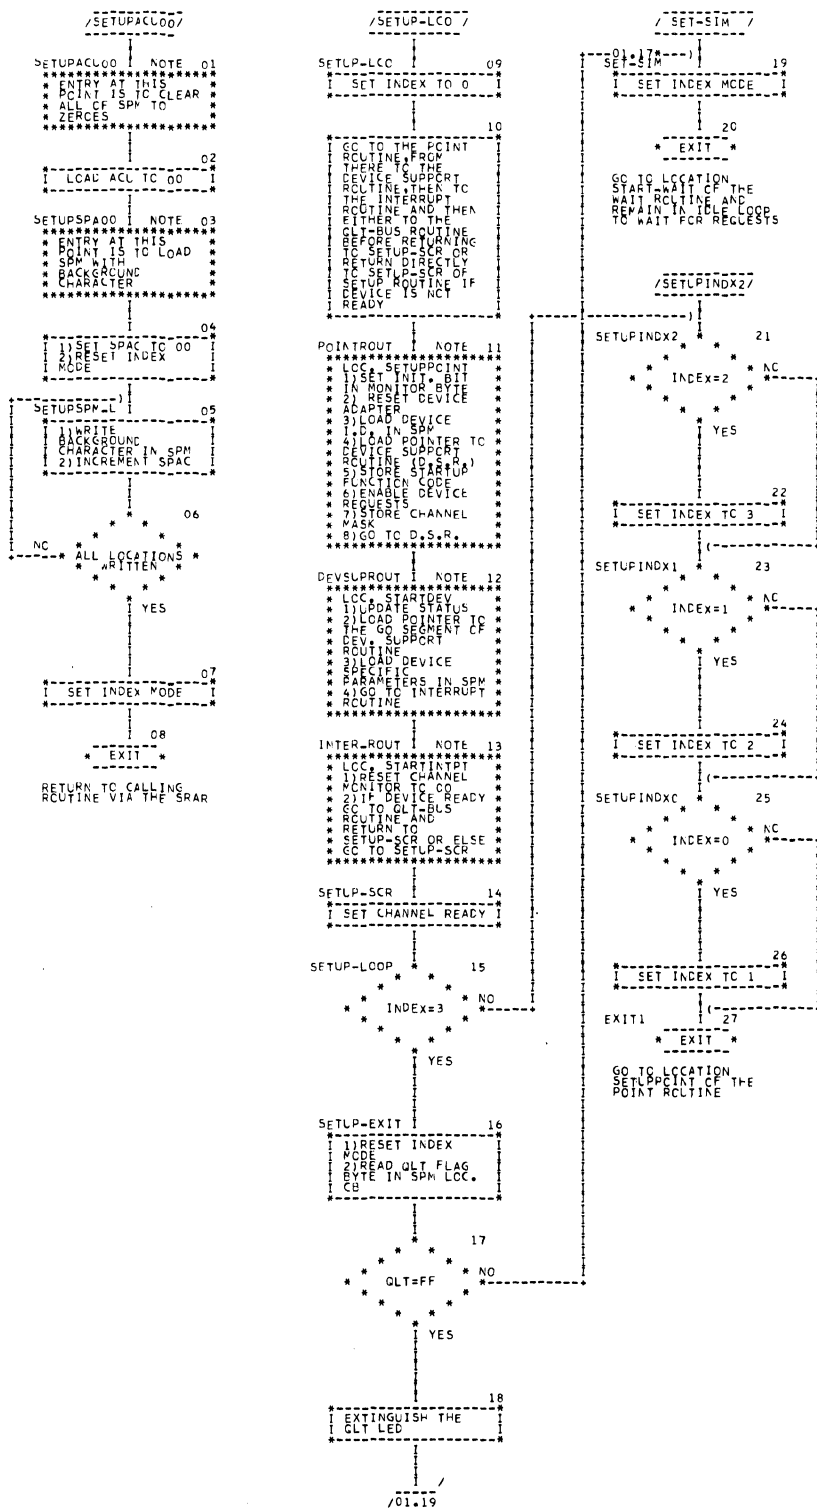 /SETUPACU00/
SETUPACU00 NOTE 01
ENTRY AT THIS
POINT IS TO CLEAR
ALL OF SPM TO
ZEROES
02
LOAD ACU TO 00
SETUPSPA00 NOTE 03
ENTRY AT THIS
POINT IS TO LOAD
SPM WITH
BACKGROUND
CHARACTER
04
1)SET SPAC TO 00
2)RESET INDEX
MODE
SETUPSPM-L 05
1)WRITE
BACKGROUND
CHARACTER IN SPM
2)INCREMENT SPAC
06
ALL LOCATIONS
WRITTEN
NO
YES
07
SET INDEX MODE
08
EXIT
RETURN TO CALLING
ROUTINE VIA THE SRAR
/SETUP-LCO /
SETUP-LCO 09
SET INDEX TO 0
10
GO TO THE POINT
ROUTINE,FROM
THERE TO THE
DEVICE SUPPORT
ROUTINE,THEN TO
THE INTERRUPT
ROUTINE AND THEN
EITHER TO THE
QLT-BUS ROUTINE
BEFORE RETURNING
TO SETUP-SCR OR
RETURN DIRECTLY
TO SETUP-SCR OF
SETUP ROUTINE IF
DEVICE IS NOT
READY
POINTROUT NOTE 11
LOC. SETUPPOINT
1)SET INIT. BIT
IN MONITOR BYTE
2) RESET DEVICE
ADAPTER
3)LOAD DEVICE
I.D. IN SPM
4)LOAD POINTER TO
DEVICE SUPPORT
ROUTINE (D.S.R.)
5)STORE STARTUP
FUNCTION CODE
6)ENABLE DEVICE
REQUESTS
7)STORE CHANNEL
MASK
8)GO TO D.S.R.
DEVSUPROUT NOTE 12
LOC. STARTDEV
1)UPDATE STATUS
2)LOAD POINTER TO
THE GO SEGMENT OF
DEV. SUPPORT
ROUTINE
3)LOAD DEVICE
SPECIFIC
PARAMETERS IN SPM
4)GO TO INTERRUPT
ROUTINE
INTER-ROUT NOTE 13
LOC. STARTINTPT
1)RESET CHANNEL
MONITOR TO CO
2)IF DEVICE READY
GO TO QLT-BUS
ROUTINE AND
RETURN TO
SETUP-SCR OR ELSE
GO TO SETUP-SCR
SETUP-SCR 14
SET CHANNEL READY
SETUP-LOOP 15
INDEX=3
NO
YES
SETUP-EXIT 16
1)RESET INDEX
MODE
2)READ QLT FLAG
BYTE IN SPM LOC.
CB
17
QLT=FF
NO
YES
18
EXTINGUISH THE
QLT LED
/01.19
/ SET-SIM /
01.17*
SET-SIM 19
SET INDEX MODE
20
EXIT
GO TO LOCATION
START-WAIT OF THE
WAIT ROUTINE AND
REMAIN IN IDLE LOOP
TO WAIT FOR REQUESTS
/SETUPINDX2/
SETUPINDX2 21
INDEX=2
NO
YES
22
SET INDEX TO 3
SETUPINDX1 23
INDEX=1
NO
YES
24
SET INDEX TO 2
SETUPINDX0 25
INDEX=0
NO
YES
26
SET INDEX TO 1
EXIT1 27
EXIT
GO TO LOCATION
SETUPPOINT OF THE
POINT ROUTINE